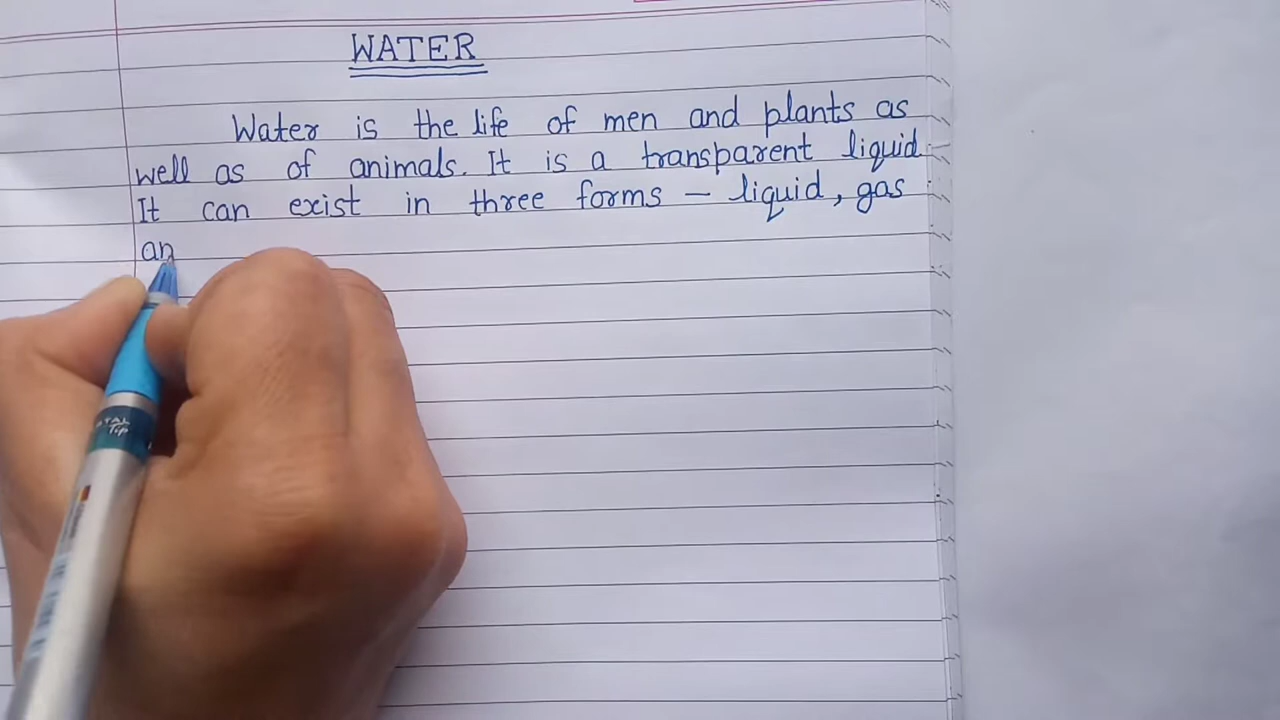 WATER
Water is the life of men and plants as
well as of animals. It is a transparent liquid.
It can exist in three forms – liquid, gas
an
Tip